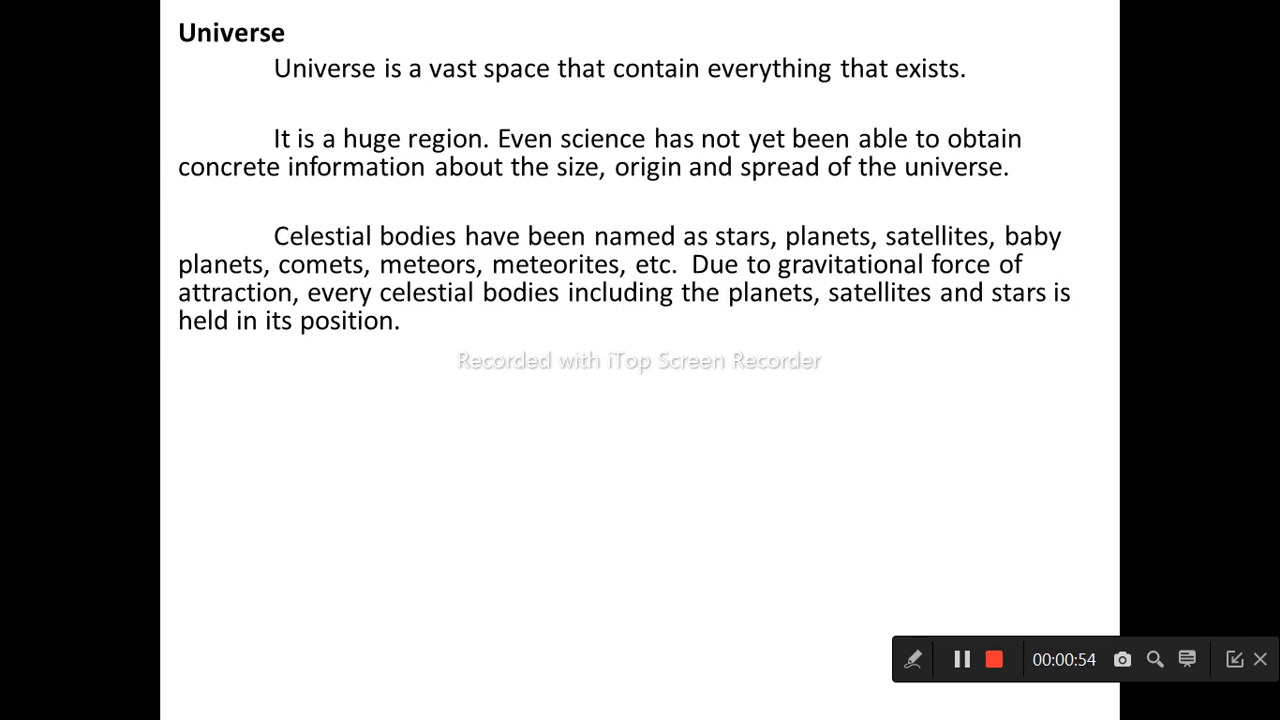 Universe
Universe is a vast space that contain everything that exists.
It is a huge region. Even science has not yet been able to obtain
concrete information about the size, origin and spread of the universe.
Celestial bodies have been named as stars, planets, satellites, baby
planets, comets, meteors, meteorites, etc.  Due to gravitational force of
attraction, every celestial bodies including the planets, satellites and stars is
held in its position.
Recorded with iTop Screen Recorder
00:00:54